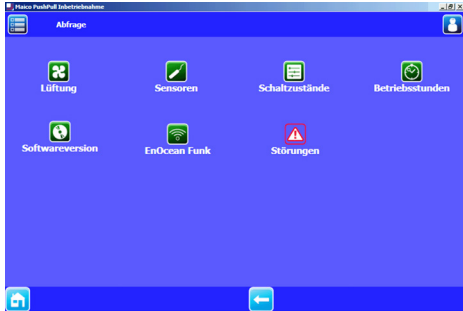 Maico PushPull Inbetriebnahme
Abfrage
Lüftung
Sensoren
Schaltzustände
Betriebsstunden
Softwareversion
EnOcean Funk
Störungen